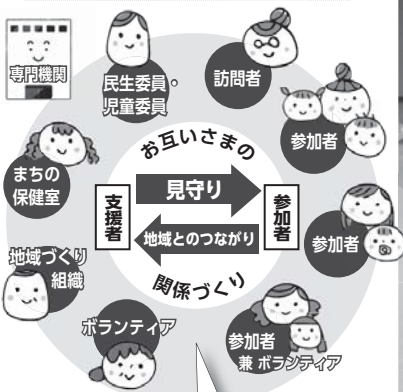 専門機関
民生委員・
児童委員
訪問者
参加者
参加者
参加者
兼 ボランティア
ボランティア
地域づくり
組織
まちの
保健室
お互いさまの
支援者
見守り
地域とのつながり
参加者
関係づくり